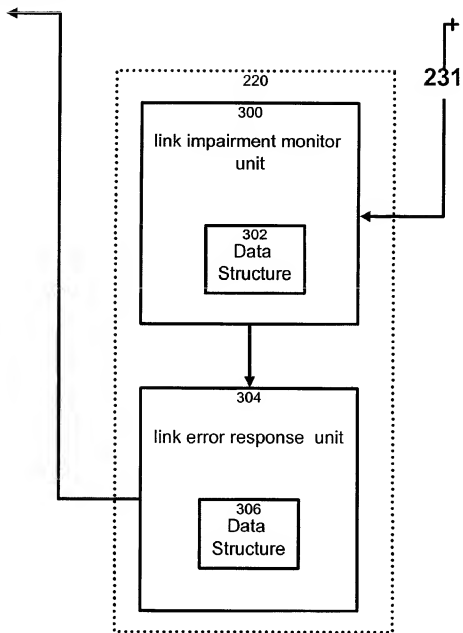 220
231
300
link impairment monitor
unit
302
Data
Structure
304
link error response unit
306
Data
Structure